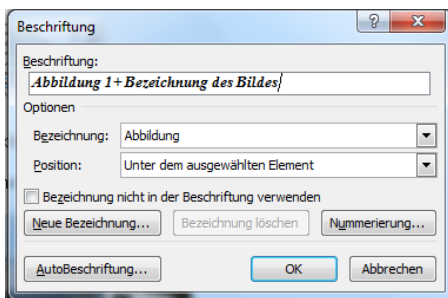 Beschriftung
Beschriftung:
Abbildung 1+Bezeichnung des Bildes
Optionen
Bezeichnung: Abbildung
Position: Unter dem ausgewählten Element
Bezeichnung nicht in der Beschriftung verwenden
Neue Bezeichnung... Bezeichnung löschen Nummerierung...
AutoBeschriftung... OK Abbrechen